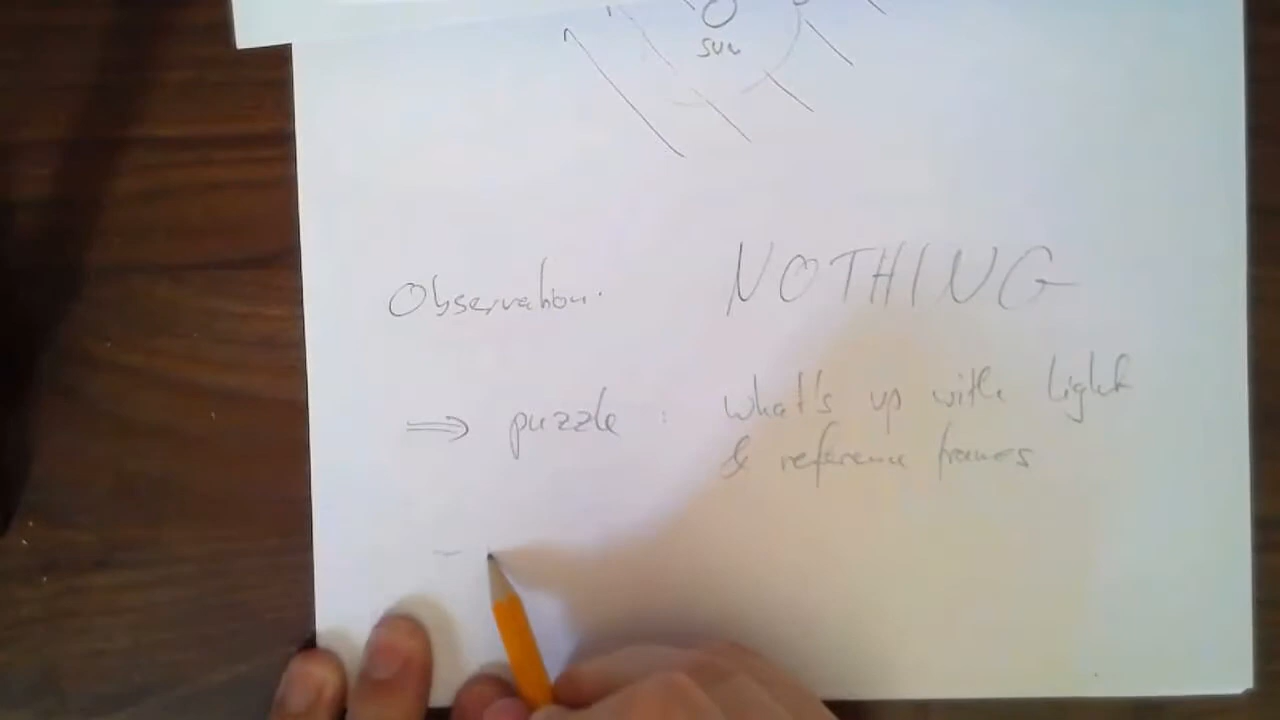 sun
Observation: NOTHING
⇒ puzzle: what's up with light
& reference frames
-